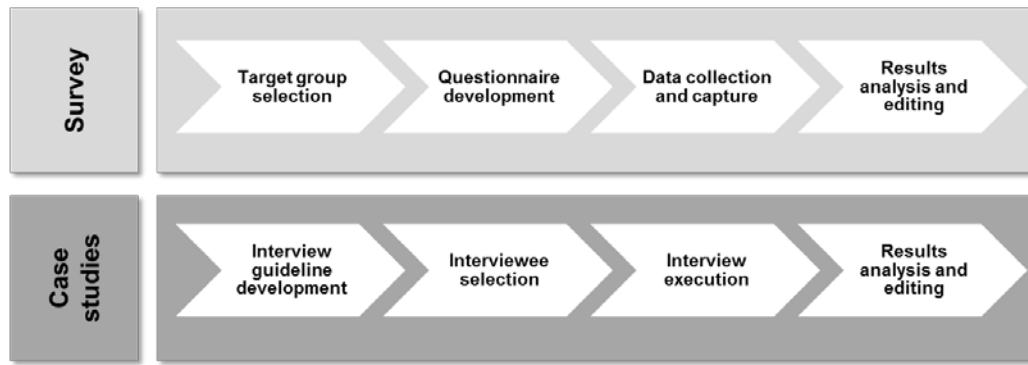 Survey
Target group
selection
Questionnaire
development
Data collection
and capture
Results
analysis and
editing
Case
studies
Interview
guideline
development
Interviewee
selection
Interview
execution
Results
analysis and
editing